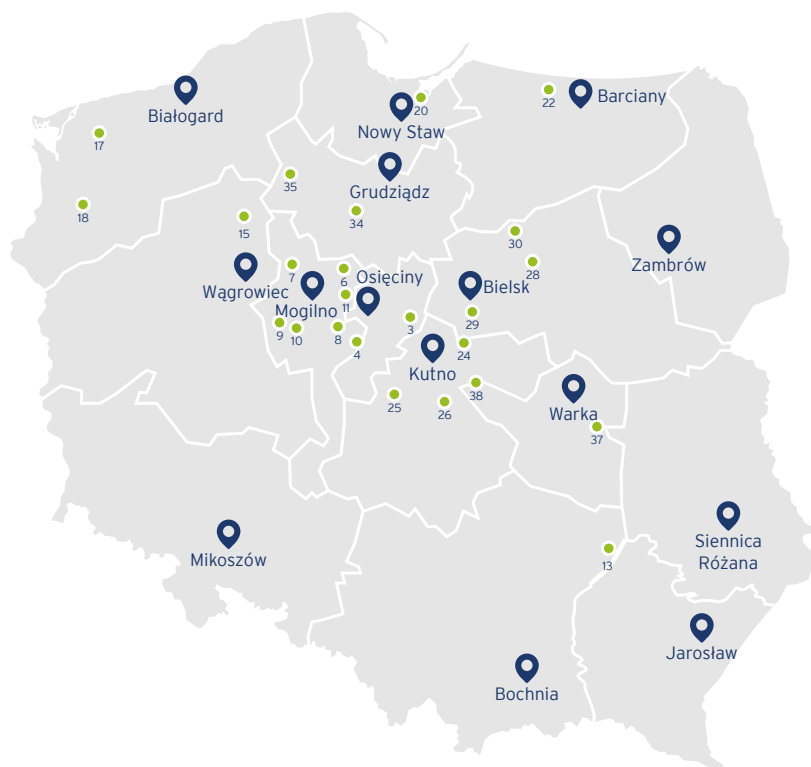 Białogard
Barciany
20
22
Nowy Staw
17
35
Grudziądz
18
34
15
30
Zambrów
28
7
6
Osięciny
Wągrowiec
Bielsk
Mogilno
11
3
29
9
10
8
4
24
Kutno
38
25
26
Warka
37
Mikoszów
Siennica
Różana
13
Jarosław
Bochnia